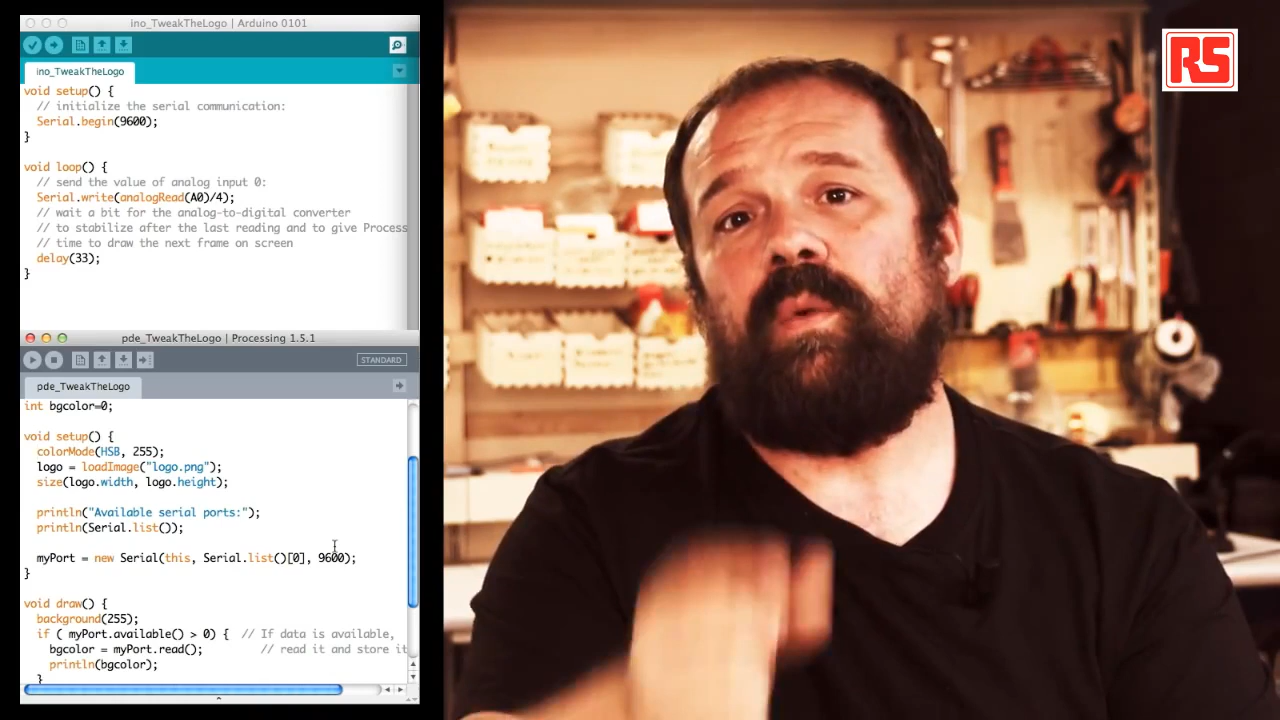 ino_TweakTheLogo | Arduino 0101
ino_TweakTheLogo
void setup() {
// initialize the serial communication:
Serial.begin(9600);
}
void loop() {
// send the value of analog input 0:
Serial.write(analogRead(A0)/4);
// wait a bit for the analog-to-digital converter
// to stabilize after the last reading and to give Process
// time to draw the next frame on screen
delay(33);
}
pde_TweakTheLogo | Processing 1.5.1
STANDARD
pde_TweakTheLogo
int bgcolor=0;
void setup() {
colorMode(HSB, 255);
logo = loadImage("logo.png");
size(logo.width, logo.height);
println("Available serial ports:");
println(Serial.list());
myPort = new Serial(this, Serial.list()[0], 9600);
}
void draw() {
background(255);
if ( myPort.available() > 0) { // If data is available,
bgcolor = myPort.read(); // read it and store it
println(bgcolor);
}
RS